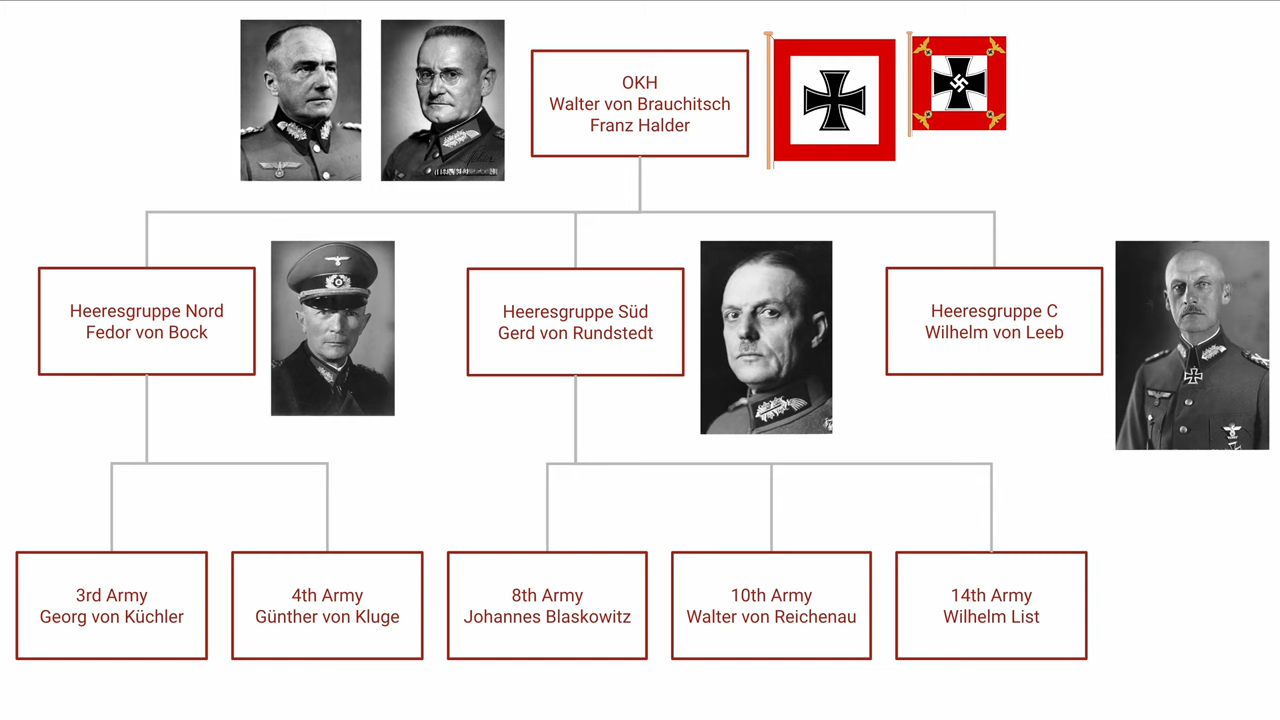 OKH
Walter von Brauchitsch
Franz Halder
Heeresgruppe Nord
Fedor von Bock
Heeresgruppe Süd
Gerd von Rundstedt
Heeresgruppe C
Wilhelm von Leeb
3rd Army
Georg von Küchler
4th Army
Günther von Kluge
8th Army
Johannes Blaskowitz
10th Army
Walter von Reichenau
14th Army
Wilhelm List